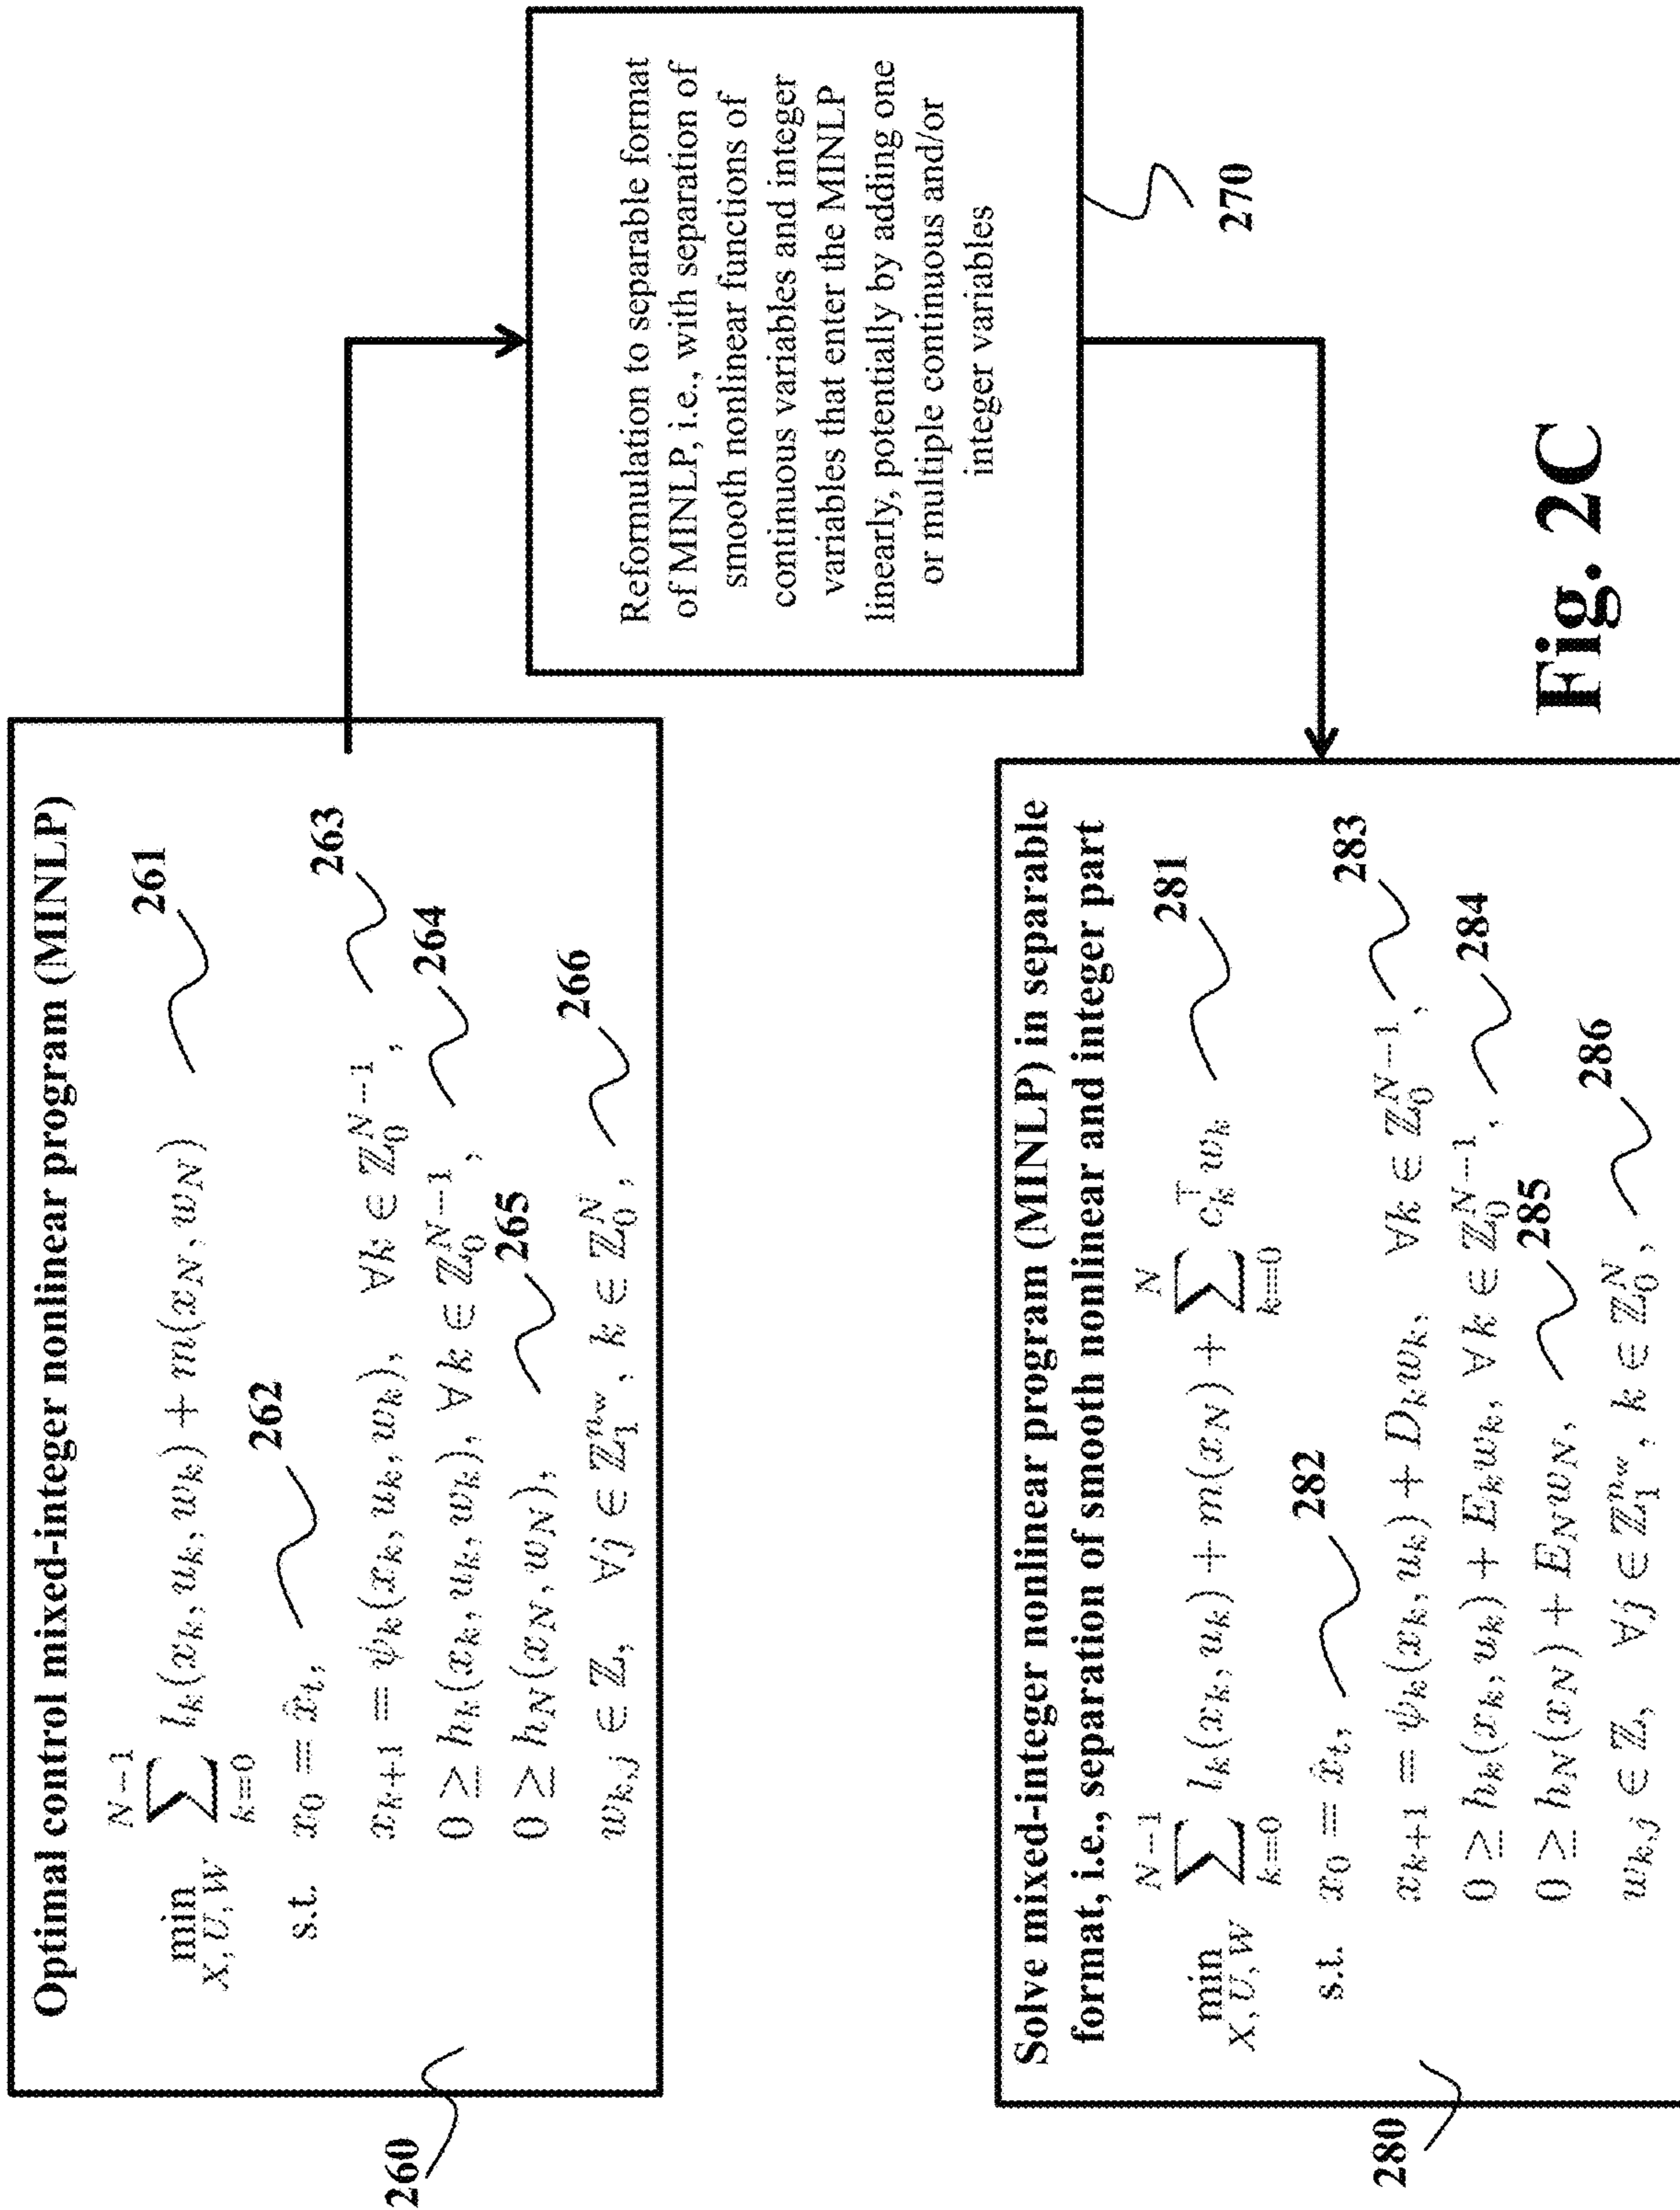 Optimal control mixed-integer nonlinear program (MINLP)
min_{X,U,W} \sum_{k=0}^{N-1} l_k(x_k, u_k, w_k) + m(x_N, w_N)
261
s.t. x_0 = \hat{x}_t,
262
x_{k+1} = \psi_k(x_k, u_k, w_k), ∀k ∈ ℤ_0^{N-1},
263
0 ≥ h_k(x_k, u_k, w_k), ∀k ∈ ℤ_0^{N-1},
264
0 ≥ h_N(x_N, w_N),
265
w_{k,j} ∈ ℤ, ∀j ∈ ℤ_1^{n_w}, k ∈ ℤ_0^N,
266
260
Reformulation to separable format
of MINLP, i.e., with separation of
smooth nonlinear functions of
continuous variables and integer
variables that enter the MINLP
linearly, potentially by adding one
or multiple continuous and/or
integer variables
270
Solve mixed-integer nonlinear program (MINLP) in separable
format, i.e., separation of smooth nonlinear and integer part
min_{X,U,W} \sum_{k=0}^{N-1} l_k(x_k, u_k) + m(x_N) + \sum_{k=0}^{N} c_k^⊤ w_k
281
s.t. x_0 = \hat{x}_t,
282
x_{k+1} = \psi_k(x_k, u_k) + D_k w_k, ∀k ∈ ℤ_0^{N-1},
283
0 ≥ h_k(x_k, u_k) + E_k w_k, ∀k ∈ ℤ_0^{N-1},
284
0 ≥ h_N(x_N) + E_N w_N,
285
w_{k,j} ∈ ℤ, ∀j ∈ ℤ_1^{n_w}, k ∈ ℤ_0^N,
286
280
Fig. 2C